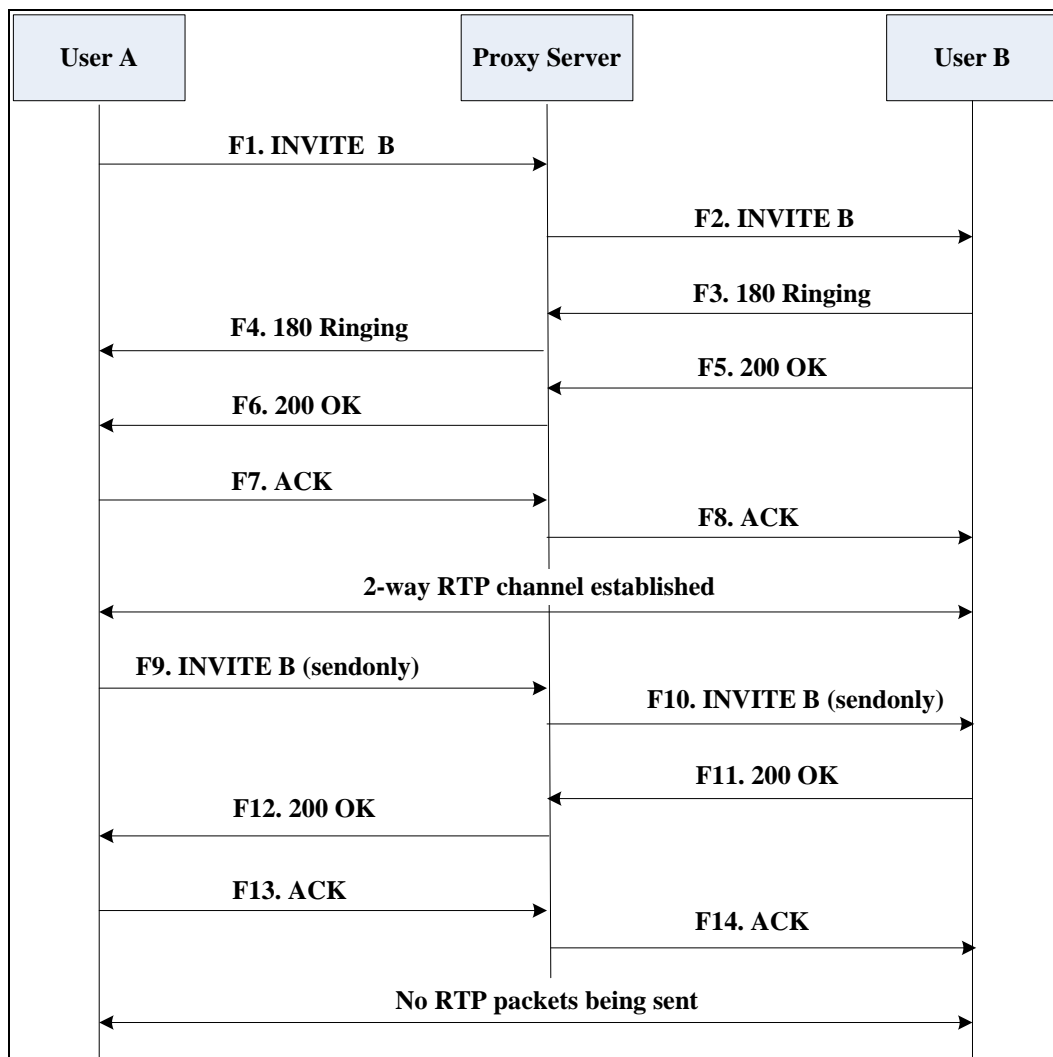 User A
Proxy Server
User B
F1. INVITE B
F2. INVITE B
F3. 180 Ringing
F4. 180 Ringing
F5. 200 OK
F6. 200 OK
F7. ACK
F8. ACK
2-way RTP channel established
F9. INVITE B (sendonly)
F10. INVITE B (sendonly)
F11. 200 OK
F12. 200 OK
F13. ACK
F14. ACK
No RTP packets being sent